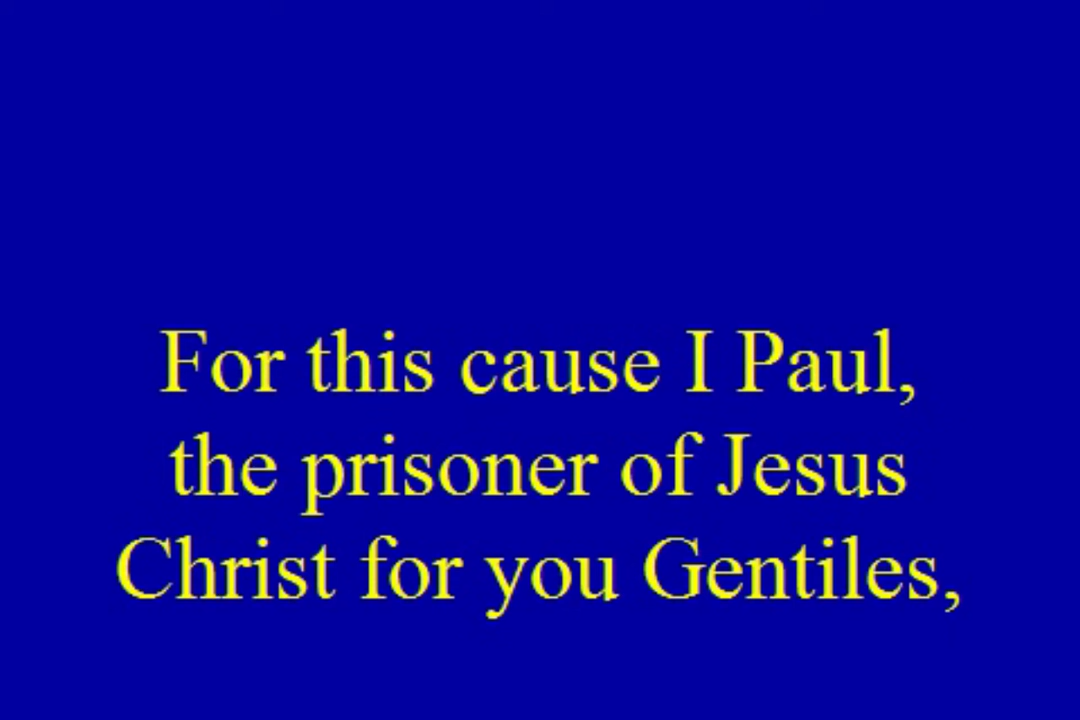 For this cause I Paul,
the prisoner of Jesus
Christ for you Gentiles,